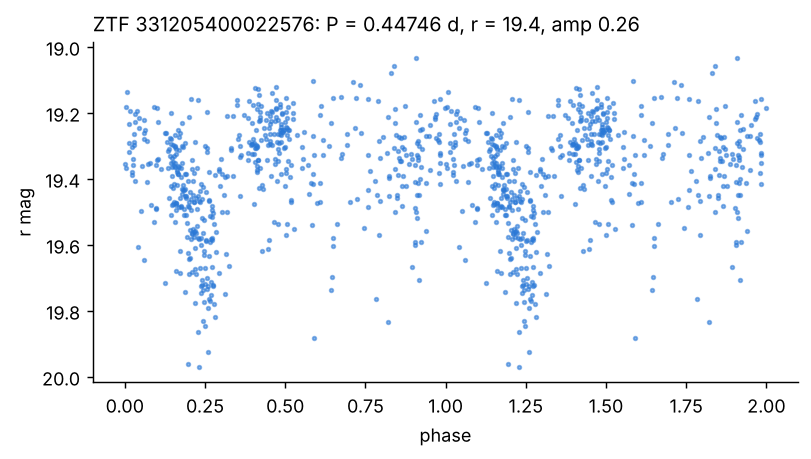 ZTF 331205400022576: P = 0.44746 d, r = 19.4, amp 0.26
19.0
19.2
19.4
19.6
19.8
20.0
r mag
0.00 0.25 0.50 0.75 1.00 1.25 1.50 1.75 2.00
phase